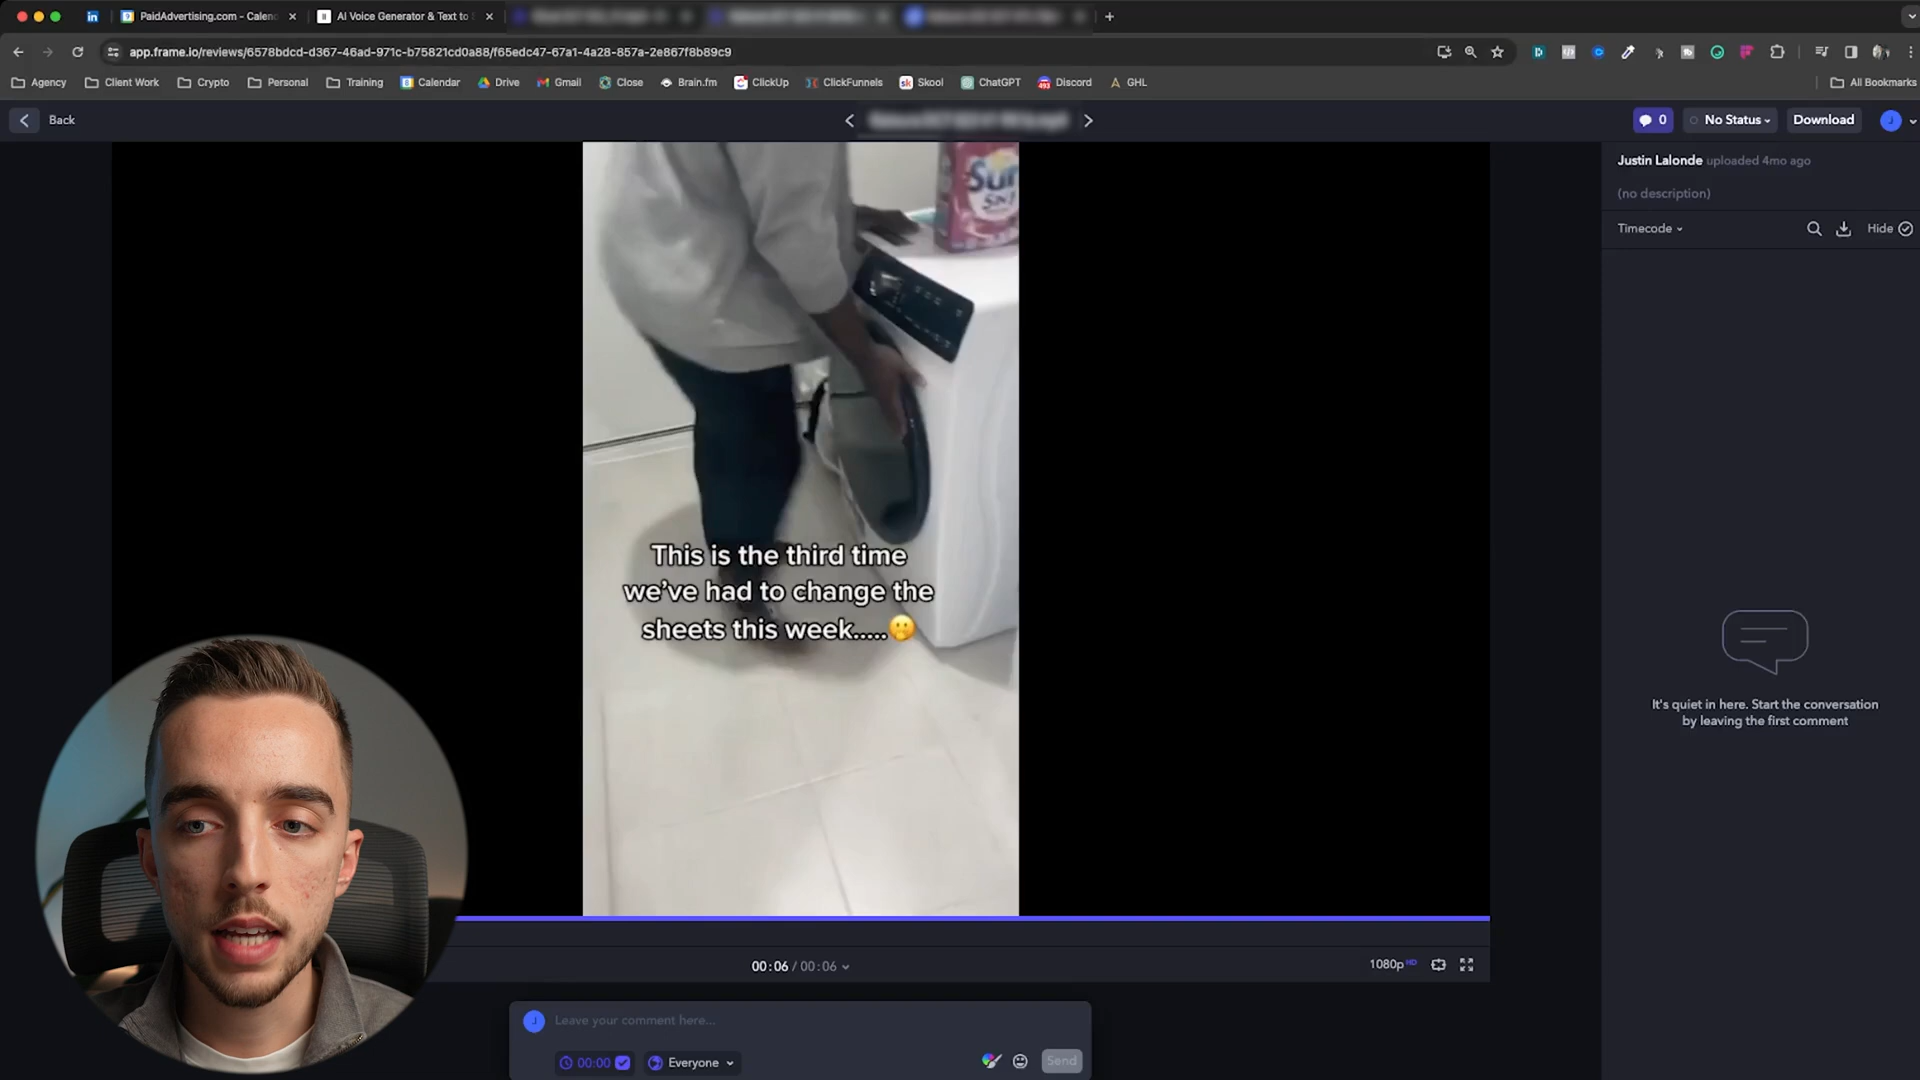 PaidAdvertising.com - Calend
AI Voice Generator & Text to
app.frame.io/reviews/6578bdcd-d367-46ad-971c-b75821cd0a88/f65edc47-67a1-4a28-857a-2e867f8b89c9
Agency
Client Work
Crypto
Personal
Training
Calendar
Drive
Gmail
Close
Brain.fm
ClickUp
ClickFunnels
Skool
ChatGPT
Discord
GHL
All Bookmarks
Back
0
No Status
Download
J
Justin Lalonde uploaded 4mo ago
(no description)
Timecode
Hide
Sun
This is the third time
we’ve had to change the
sheets this week.....🫢
It's quiet in here. Start the conversation
by leaving the first comment
00:06 / 00:06
1080p HD
J
Leave your comment here...
00:00
Everyone
Send